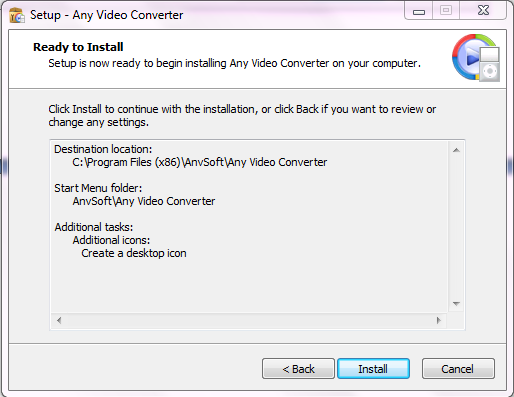 Setup - Any Video Converter
Ready to Install
Setup is now ready to begin installing Any Video Converter on your computer.
Click Install to continue with the installation, or click Back if you want to review or
change any settings.
Destination location:
C:\Program Files (x86)\AnvSoft\Any Video Converter
Start Menu folder:
AnvSoft\Any Video Converter
Additional tasks:
Additional icons:
Create a desktop icon
< Back
Install
Cancel